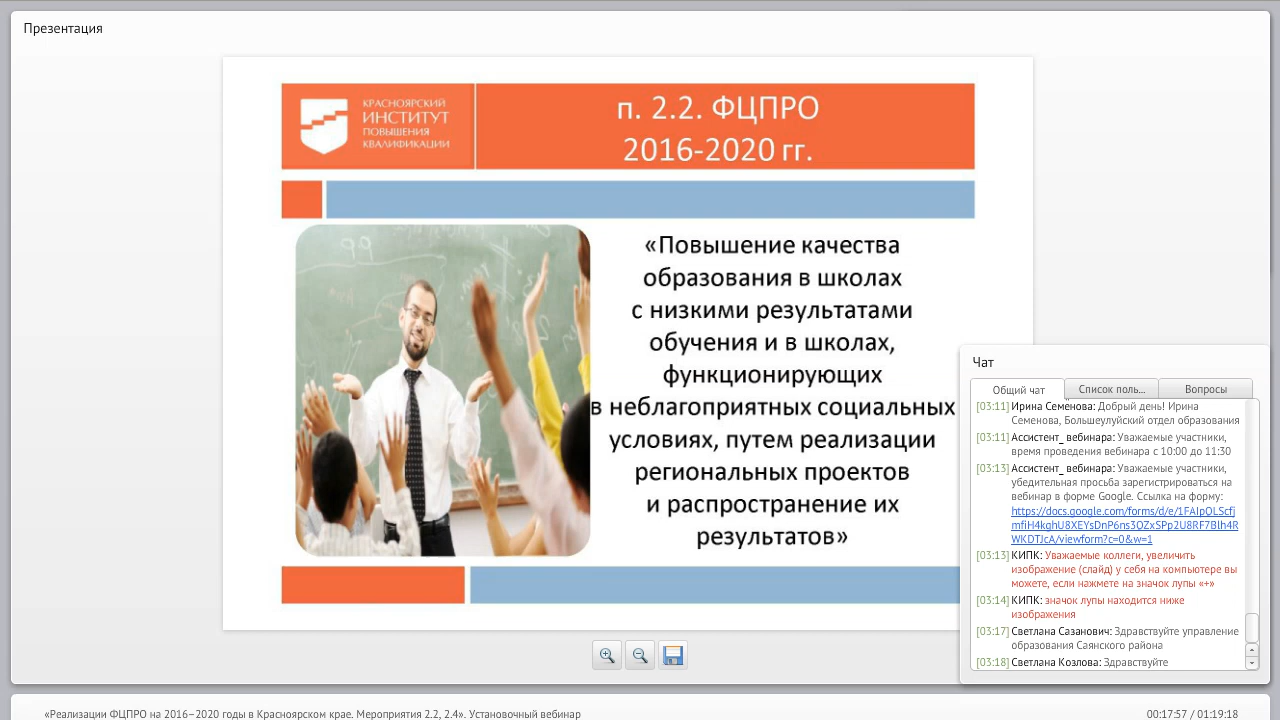 Презентация
КРАСНОЯРСКИЙ
ИНСТИТУТ
ПОВЫШЕНИЯ
КВАЛИФИКАЦИИ
п. 2.2. ФЦПРО
2016-2020 гг.
«Повышение качества
образования в школах
с низкими результатами
обучения и в школах,
функционирующих
в неблагоприятных социальных
условиях, путем реализации
региональных проектов
и распространение их
результатов»
Чат
Общий чат
Список поль...
Вопросы
[03:11] Ирина Семенова: Добрый день! Ирина
Семенова, Большеулуйский отдел образования
[03:11] Ассистент_ вебинара: Уважаемые участники,
время проведения вебинара с 10:00 до 11:30
[03:13] Ассистент_ вебинара: Уважаемые участники,
убедительная просьба зарегистрироваться на
вебинар в форме Google. Ссылка на форму:
https://docs.google.com/forms/d/e/1FAIpQLScfj
mfiH4kghU8XEYsDnP6ns3OZxSPp2U8RF7Blh4R
WKDTJcA/viewform?c=0&w=1
[03:13] КИПК: Уважаемые коллеги, увеличить
изображение (слайд) у себя на компьютере вы
можете, если нажмете на значок лупы «+»
[03:14] КИПК: значок лупы находится ниже
изображения
[03:17] Светлана Сазанович: Здравствуйте управление
образования Саянского района
[03:18] Светлана Козлова: Здравствуйте
«Реализации ФЦПРО на 2016–2020 годы в Красноярском крае. Мероприятия 2.2, 2.4». Установочный вебинар
00:17:57 / 01:19:18